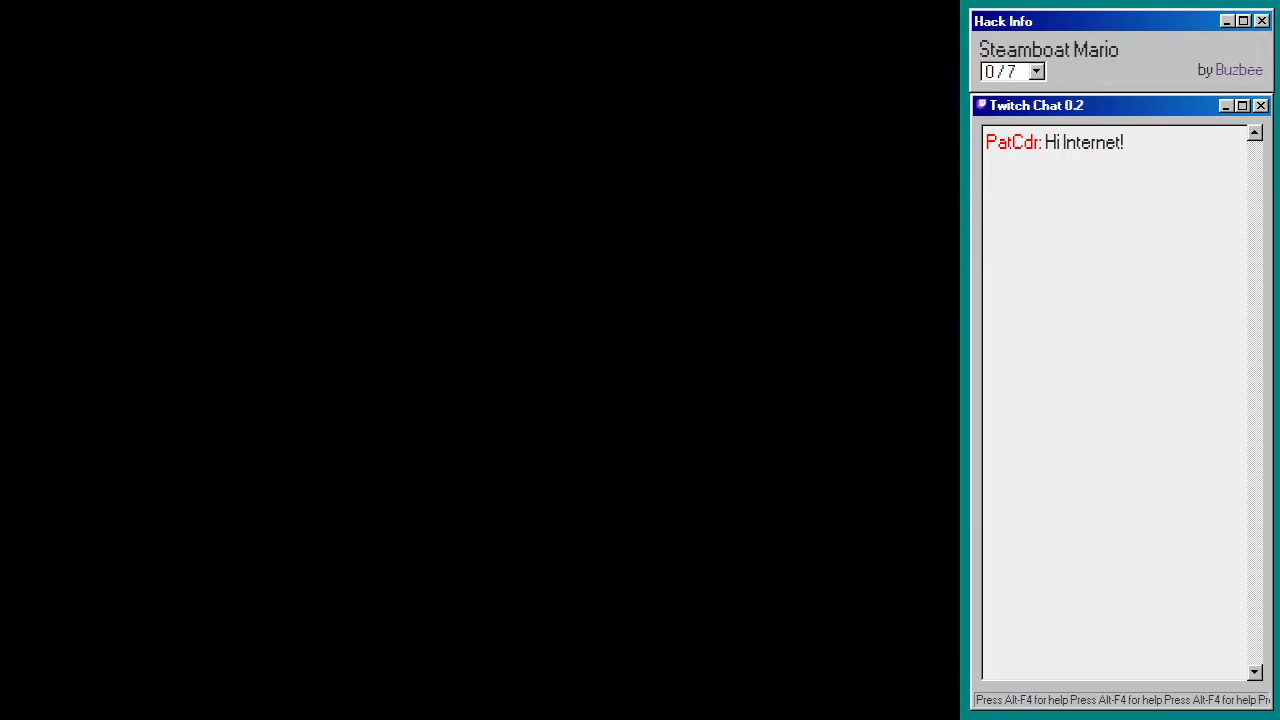 Hack Info
Steamboat Mario
0/7
by Buzbee
Twitch Chat 0.2
PatCdr: Hi Internet!
Press Alt-F4 for help Press Alt-F4 for help Press Alt-F4 for help Pr